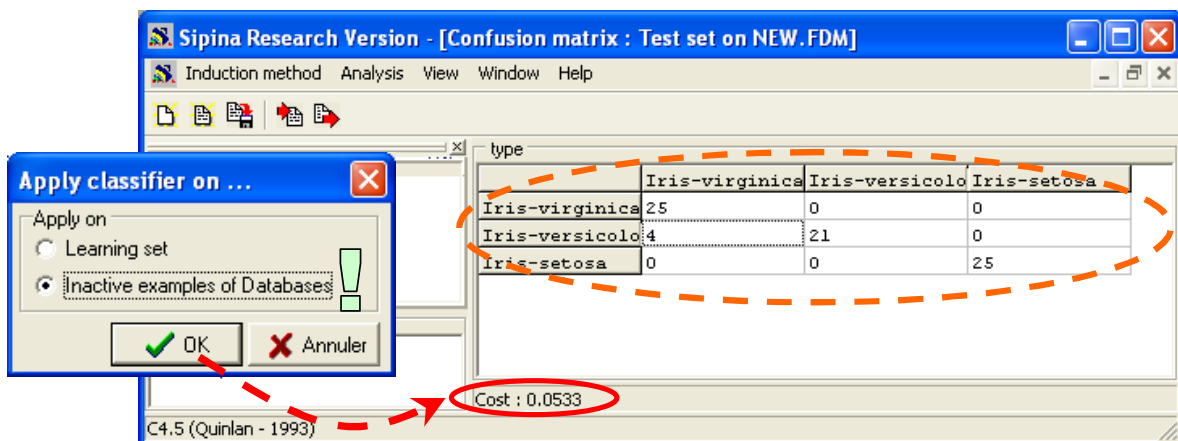 Sipina Research Version - [Confusion matrix : Test set on NEW.FDM]
Induction method Analysis View Window Help
type
Iris-virginica Iris-versicolo Iris-setosa
Iris-virginica 25 0 0
Iris-versicolo 4 21 0
Iris-setosa 0 0 25
Apply classifier on ...
Apply on
Learning set
Inactive examples of Databases
!
OK Annuler
Cost : 0.0533
C4.5 (Quinlan - 1993)